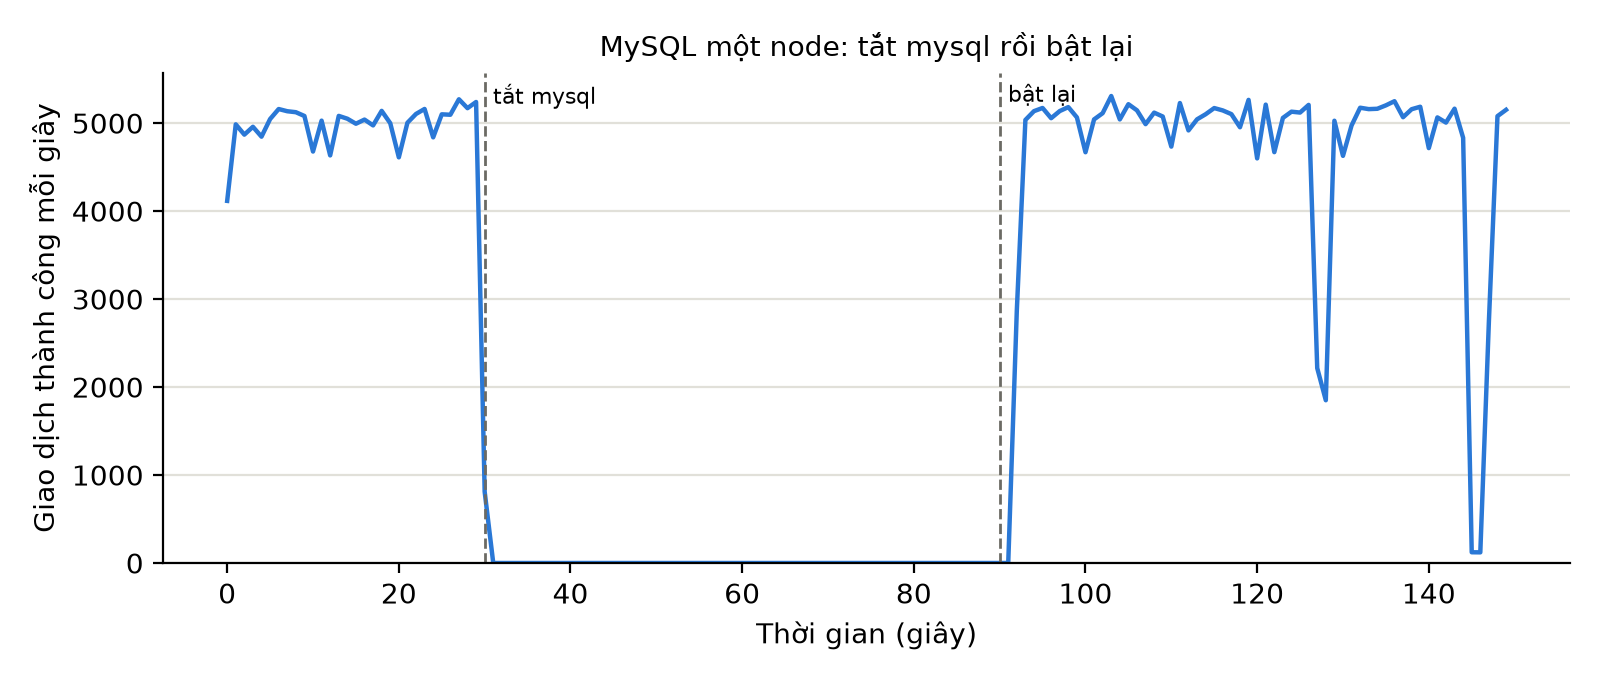 MySQL một node: tắt mysql rồi bật lại
tắt mysql
bật lại
Giao dịch thành công mỗi giây
5000
4000
3000
2000
1000
0
0 20 40 60 80 100 120 140
Thời gian (giây)